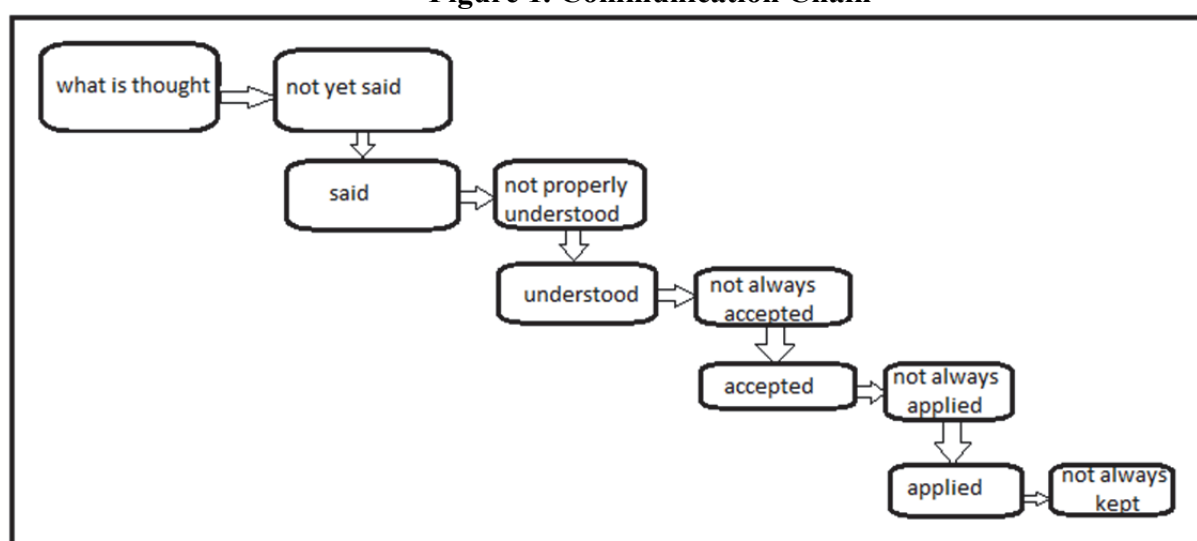 Figure 1. Communication Chain
what is thought
not yet said
said
not properly
understood
understood
not always
accepted
accepted
not always
applied
applied
not always
kept